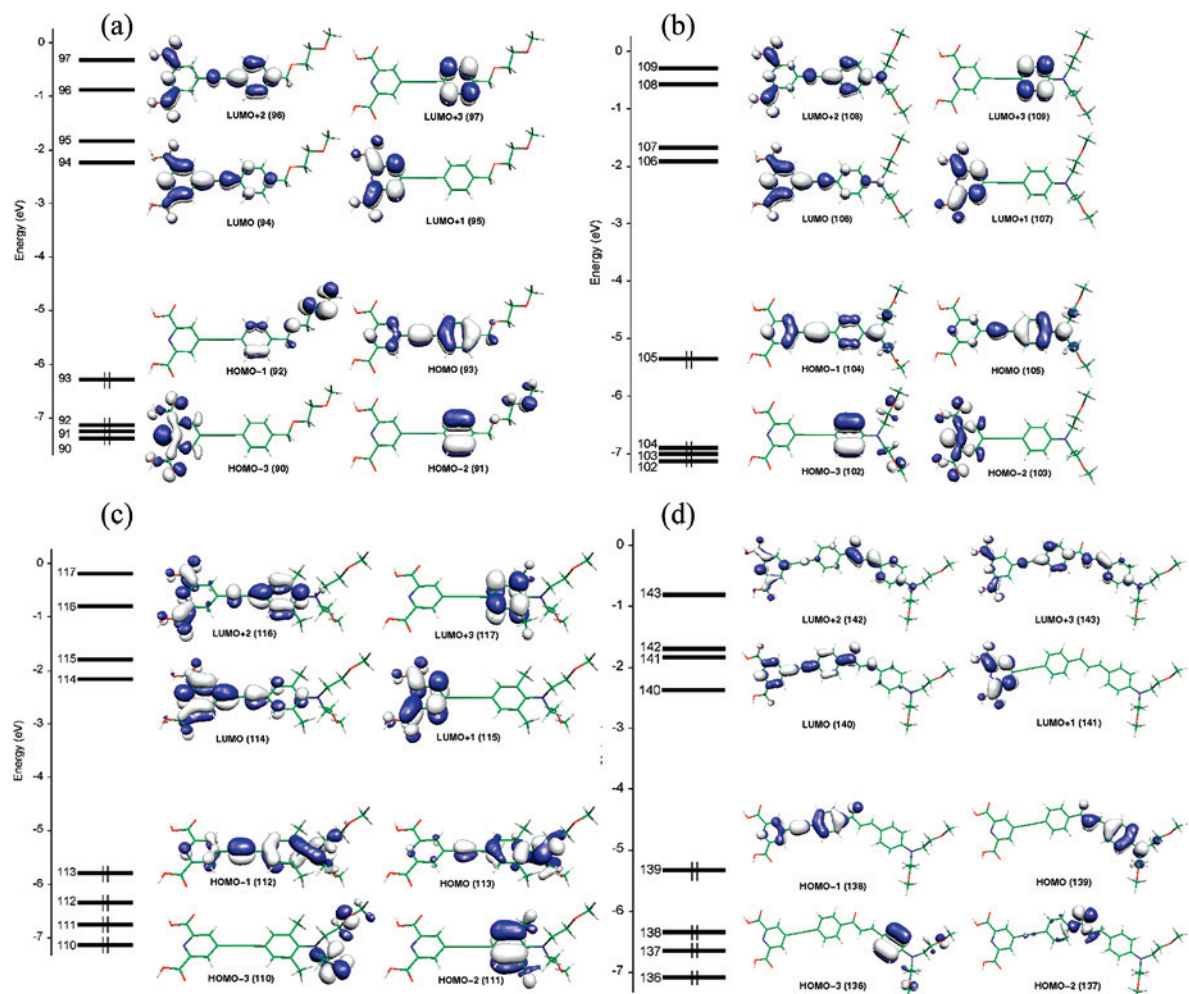 (a)
Energy (eV)
0
-1
-2
-3
-4
-5
-6
-7
97
96
95
94
93
92
91
90
LUMO+2 (96)
LUMO+3 (97)
LUMO (94)
LUMO+1 (95)
HOMO-1 (92)
HOMO (93)
HOMO-3 (90)
HOMO-2 (91)
(b)
Energy (eV)
0
-1
-2
-3
-4
-5
-6
-7
109
108
107
106
105
104
103
102
LUMO+2 (108)
LUMO+3 (109)
LUMO (106)
LUMO+1 (107)
HOMO-1 (104)
HOMO (105)
HOMO-3 (102)
HOMO-2 (103)
(c)
Energy (eV)
0
-1
-2
-3
-4
-5
-6
-7
117
116
115
114
113
112
111
110
LUMO+2 (116)
LUMO+3 (117)
LUMO (114)
LUMO+1 (115)
HOMO-1 (112)
HOMO (113)
HOMO-3 (110)
HOMO-2 (111)
(d)
0
-1
-2
-3
-4
-5
-6
-7
143
142
141
140
139
138
137
136
LUMO+2 (142)
LUMO+3 (143)
LUMO (140)
LUMO+1 (141)
HOMO-1 (138)
HOMO (139)
HOMO-3 (136)
HOMO-2 (137)